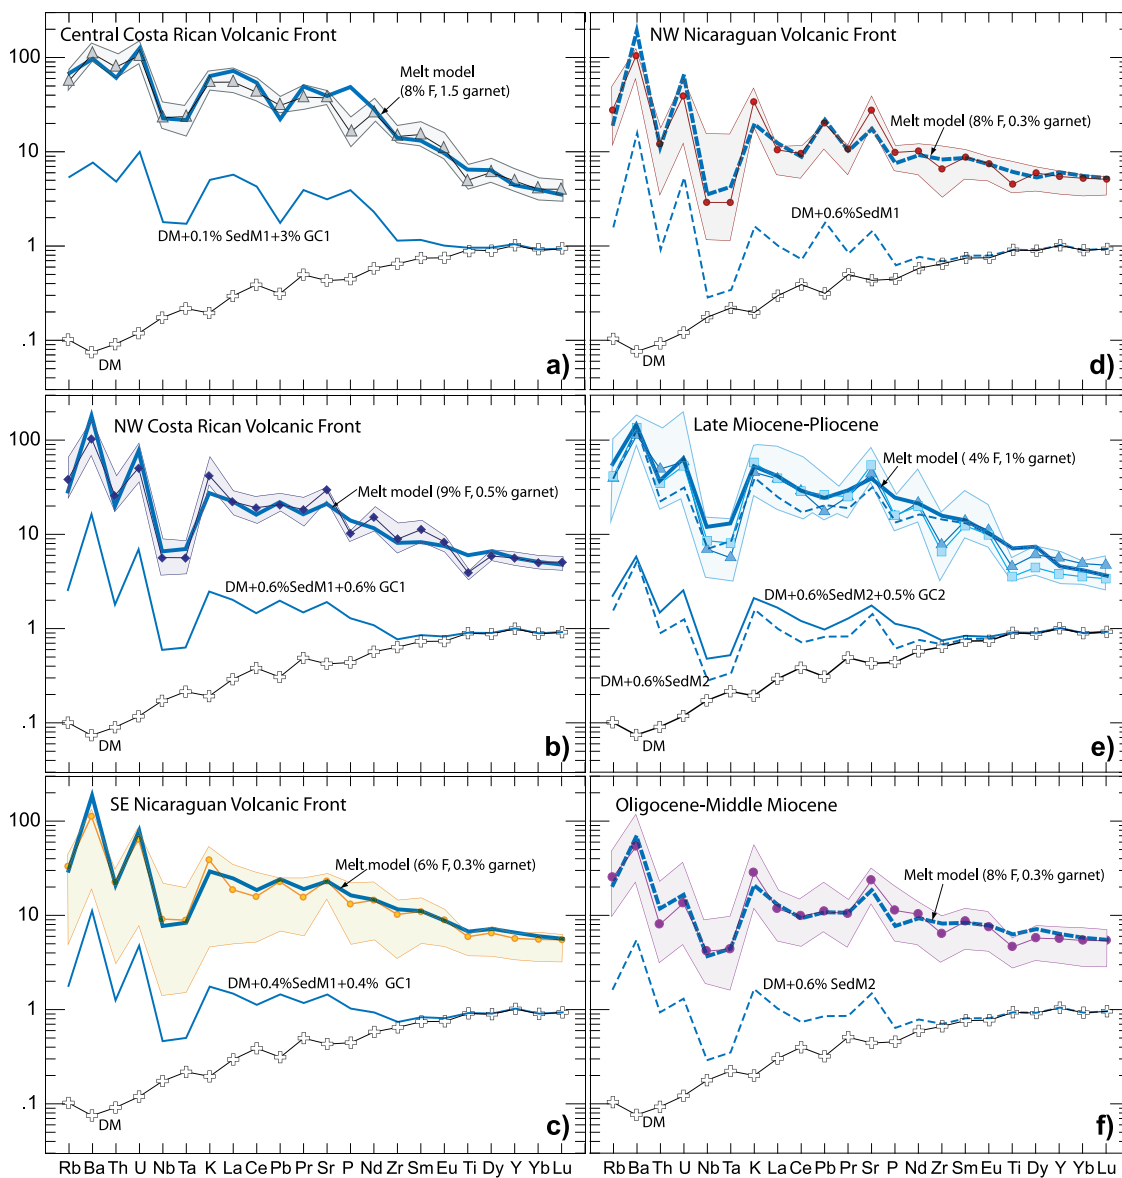 Central Costa Rican Volcanic Front
100
10
1
.1
Melt model
(8% F, 1.5 garnet)
DM+0.1% SedM1+3% GC1
DM
a)
NW Nicaraguan Volcanic Front
Melt model (8% F, 0.3% garnet)
DM+0.6%SedM1
DM
d)
NW Costa Rican Volcanic Front
100
10
1
.1
Melt model (9% F, 0.5% garnet)
DM+0.6%SedM1+0.6% GC1
DM
b)
Late Miocene-Pliocene
Melt model ( 4% F, 1% garnet)
DM+0.6%SedM2+0.5% GC2
DM+0.6%SedM2
DM
e)
SE Nicaraguan Volcanic Front
100
10
1
.1
Melt model (6% F, 0.3% garnet)
DM+0.4%SedM1+0.4% GC1
DM
c)
Oligocene-Middle Miocene
Melt model (8% F, 0.3% garnet)
DM+0.6% SedM2
DM
f)
Rb Ba Th U Nb Ta K La Ce Pb Pr Sr P Nd Zr Sm Eu Ti Dy Y Yb Lu
Rb Ba Th U Nb Ta K La Ce Pb Pr Sr P Nd Zr Sm Eu Ti Dy Y Yb Lu